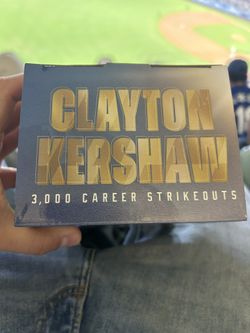 CLAYTON
KERSHAW
3,000 CAREER STRIKEOUTS